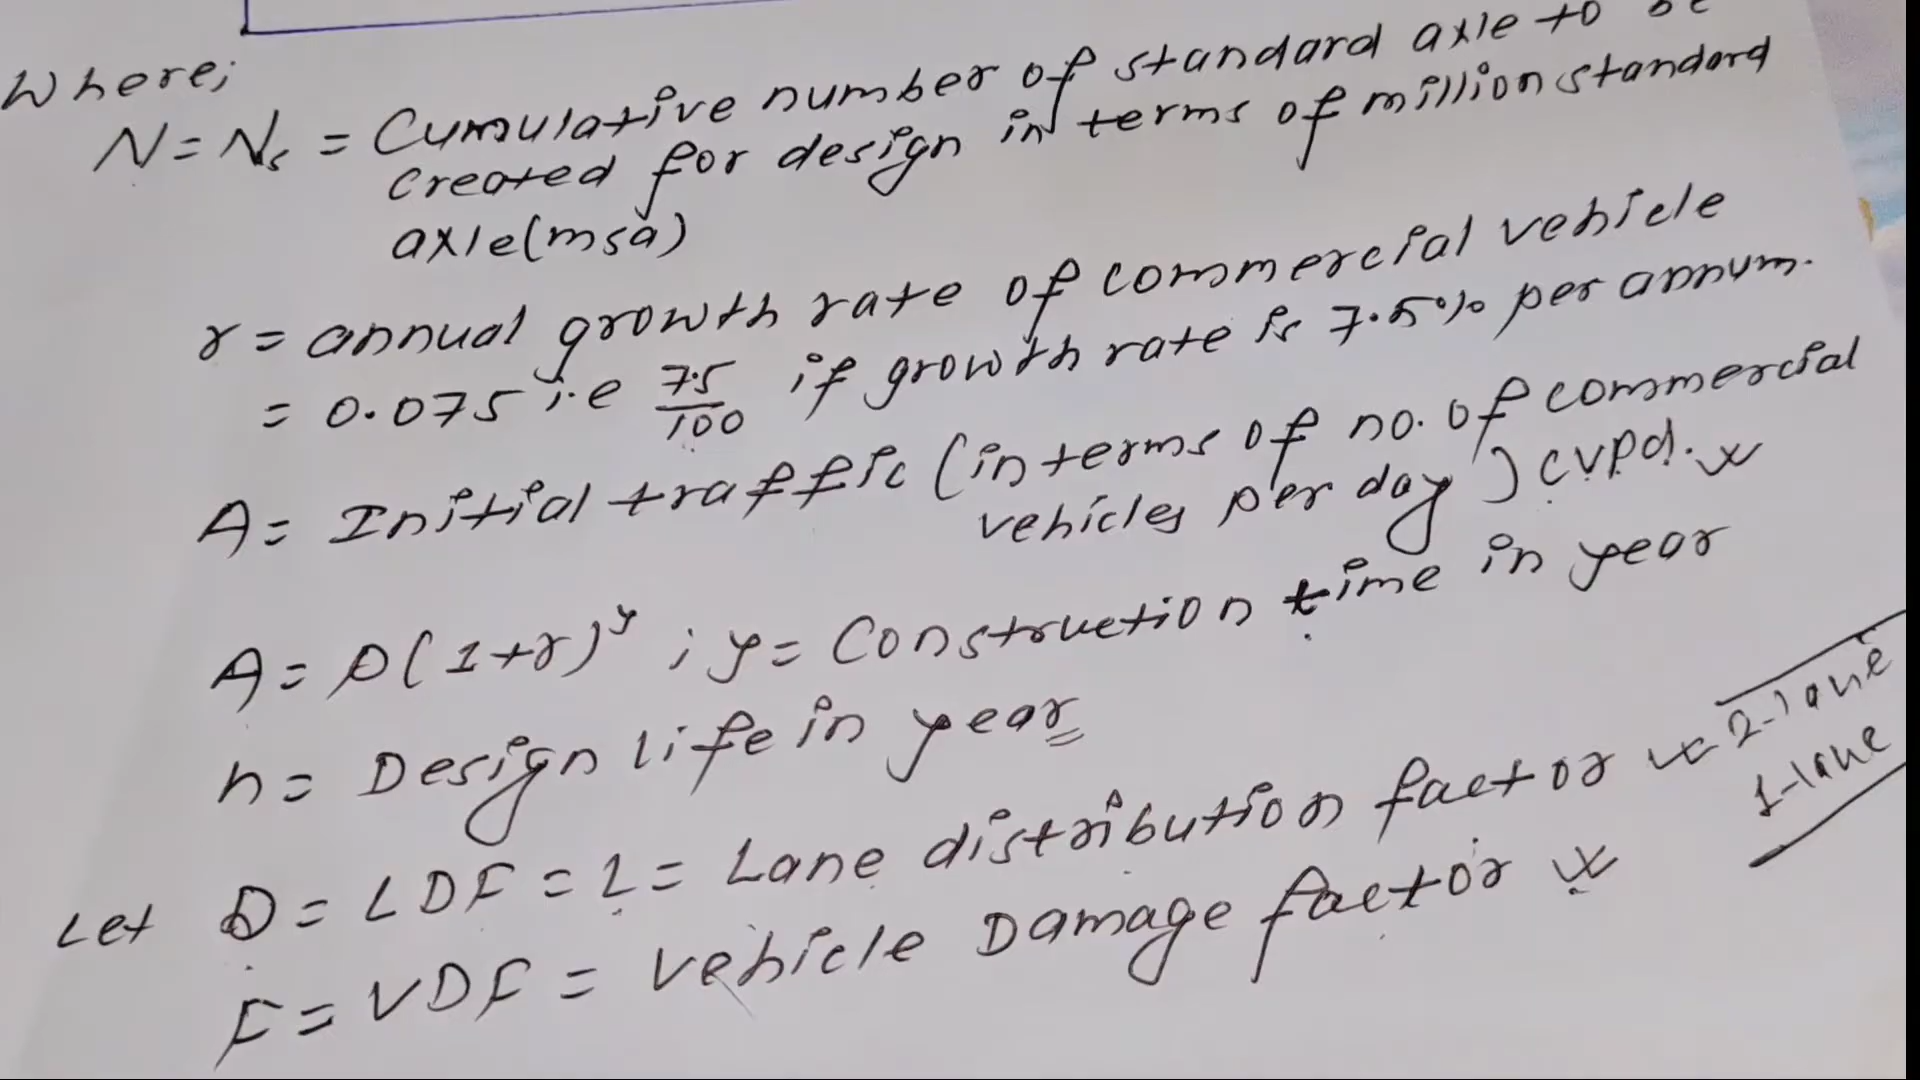 Where;
N = Ns = Cumulative number of standard axle to be
created for design in terms of million standard
axle(msa)
r = annual growth rate of commercial vehicle
= 0.075 i.e 7.5/100 if growth rate is 7.5% per annum.
A = Initial traffic (in terms of no. of commercial
vehicles per day) cvpd.
A = P(1+r)^y ; y = Construction time in year
n = Design life in year
Let D = LDF = L = Lane distribution factor
2-lane
1-lane
F = VDF = Vehicle Damage factor